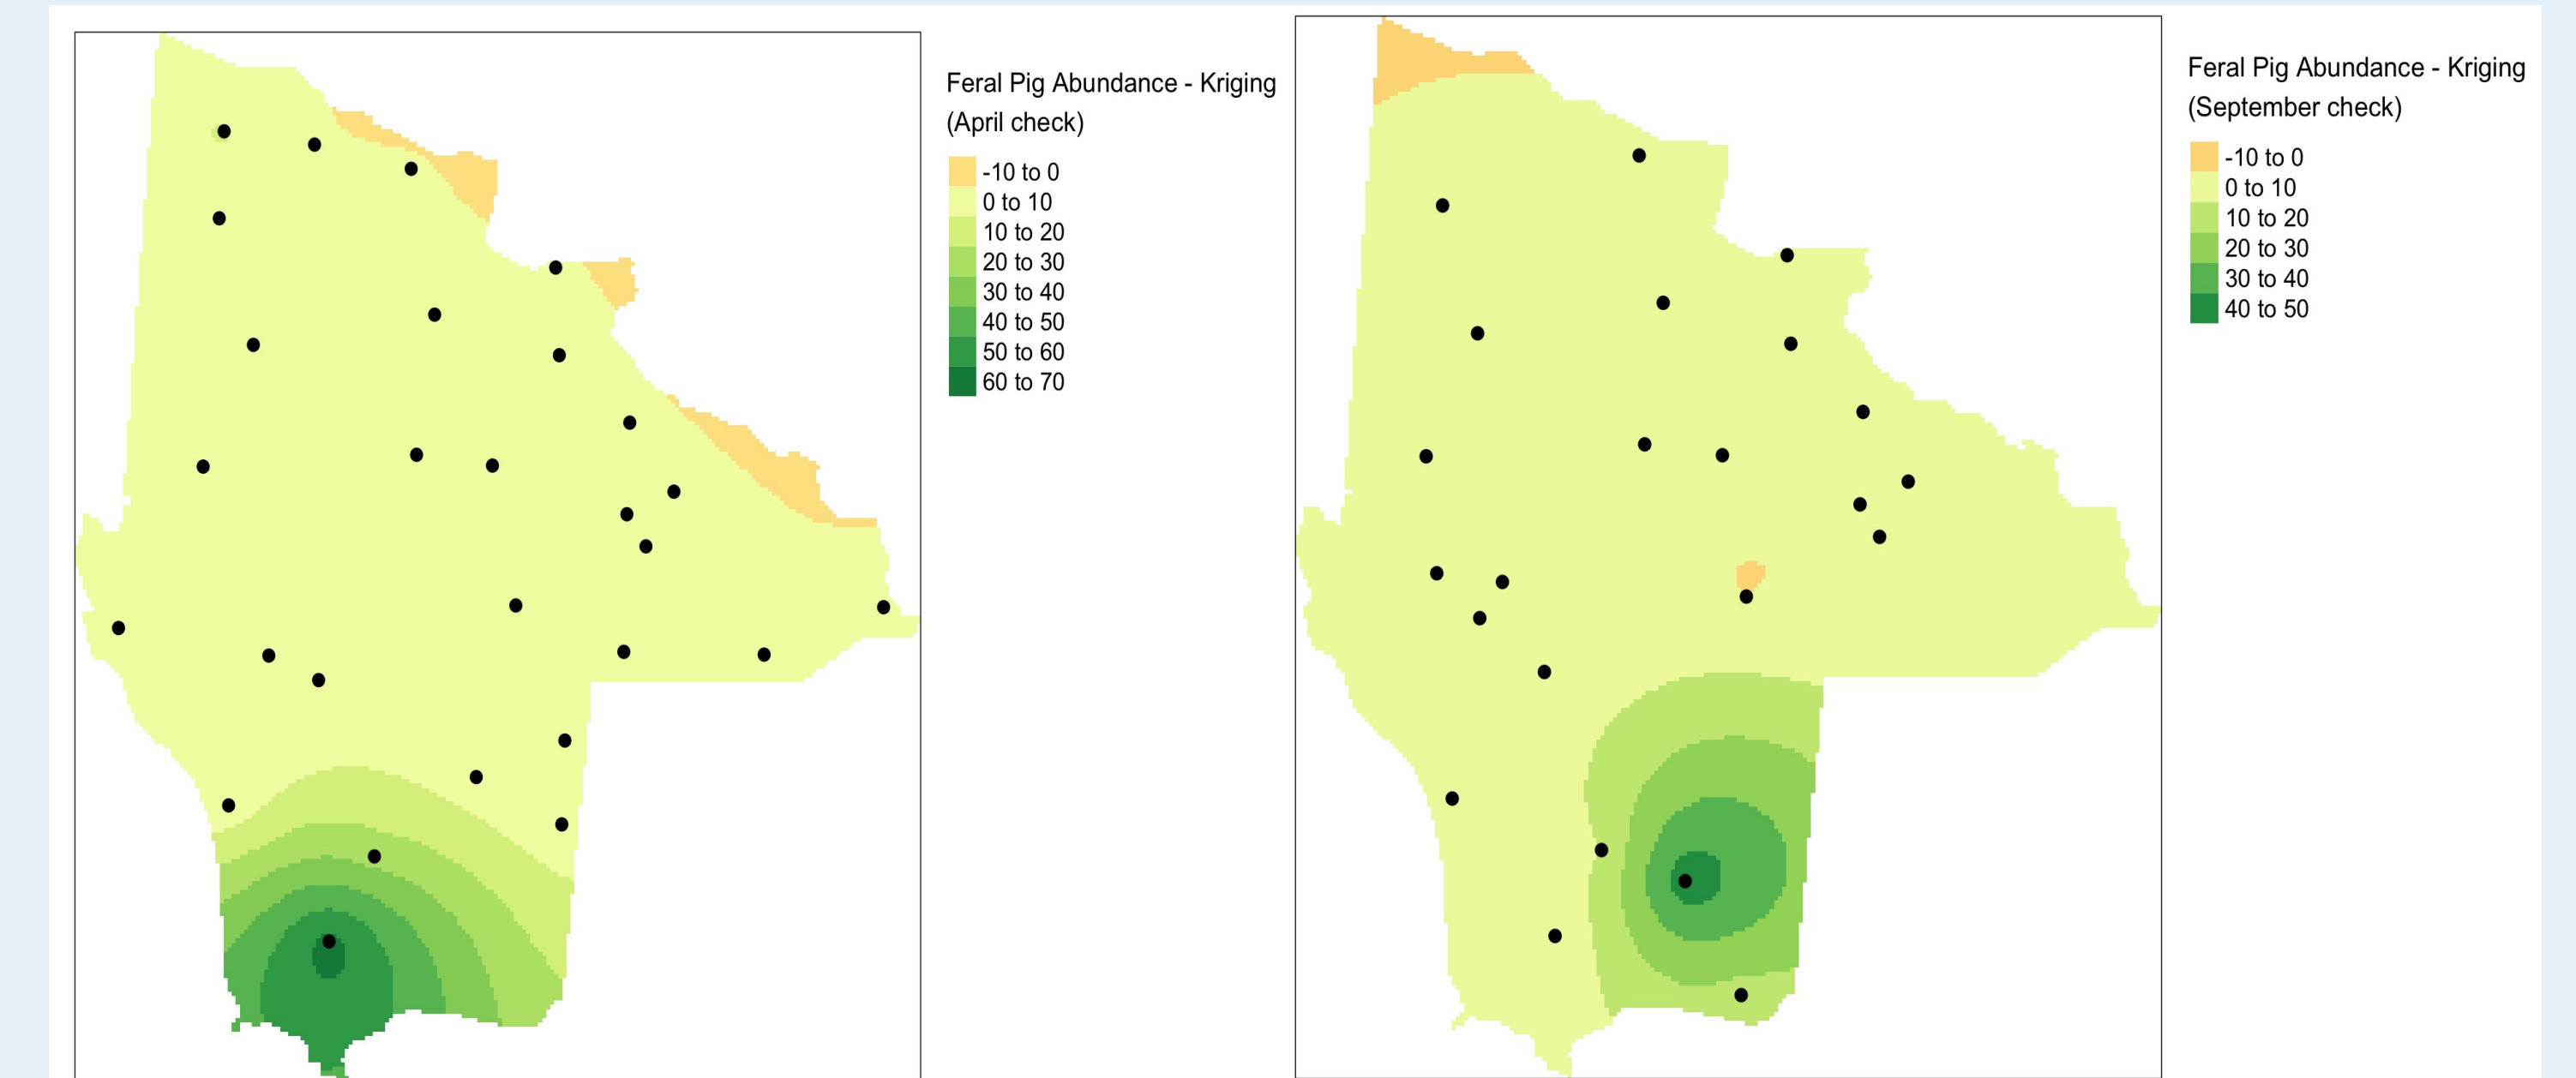 Feral Pig Abundance - Kriging
(April check)
-10 to 0
0 to 10
10 to 20
20 to 30
30 to 40
40 to 50
50 to 60
60 to 70
Feral Pig Abundance - Kriging
(September check)
-10 to 0
0 to 10
10 to 20
20 to 30
30 to 40
40 to 50